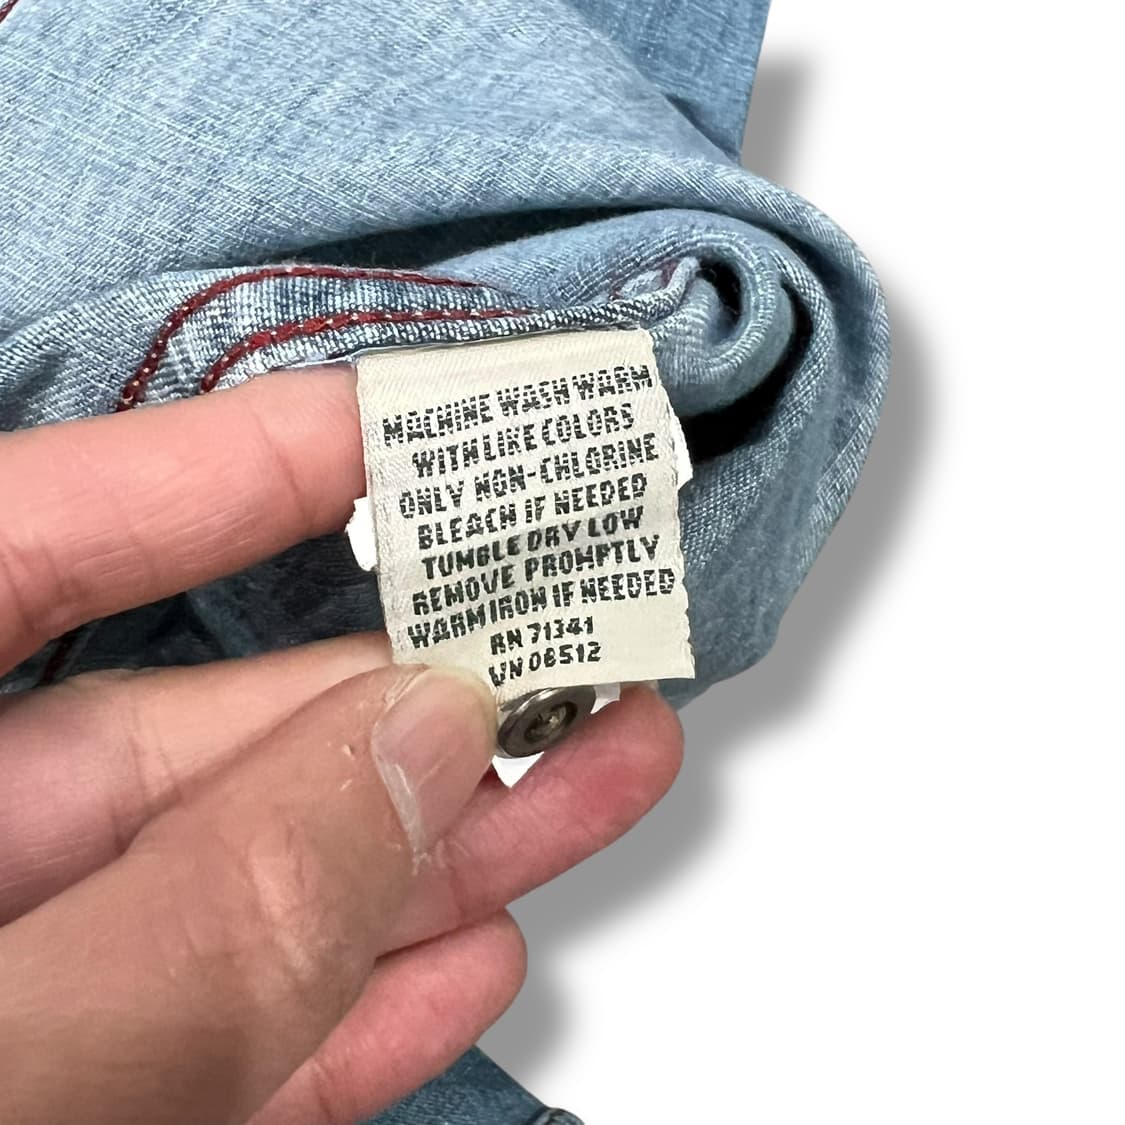 MACHINE WASH WARM
WITH LIKE COLORS
ONLY NON-CHLORINE
BLEACH IF NEEDED
TUMBLE DRY LOW
REMOVE PROMPTLY
WARM IRON IF NEEDED
RN 71341
VN 08512